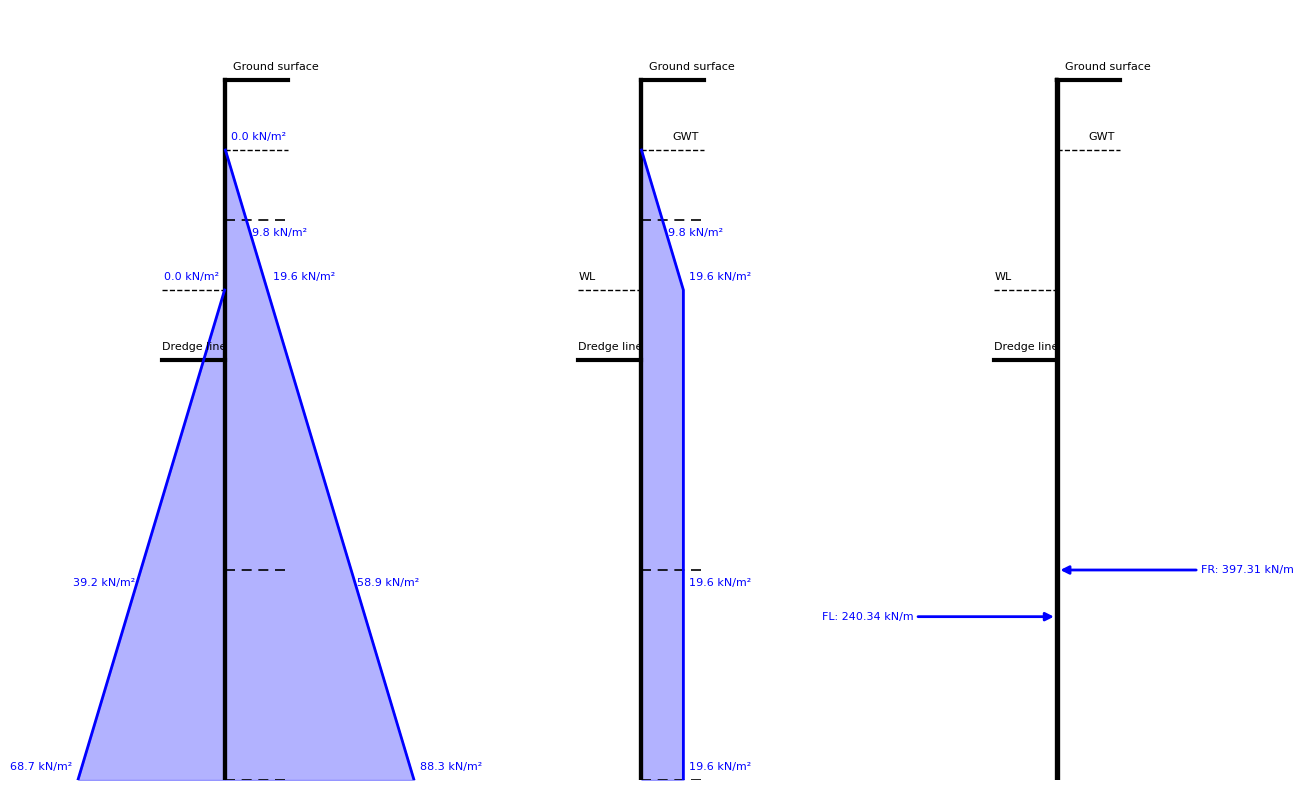 Ground surface
0.0 kN/m²
9.8 kN/m²
0.0 kN/m²
19.6 kN/m²
Dredge line
39.2 kN/m²
58.9 kN/m²
68.7 kN/m²
88.3 kN/m²
Ground surface
GWT
9.8 kN/m²
WL
19.6 kN/m²
Dredge line
19.6 kN/m²
19.6 kN/m²
Ground surface
GWT
WL
Dredge line
FR: 397.31 kN/m
FL: 240.34 kN/m